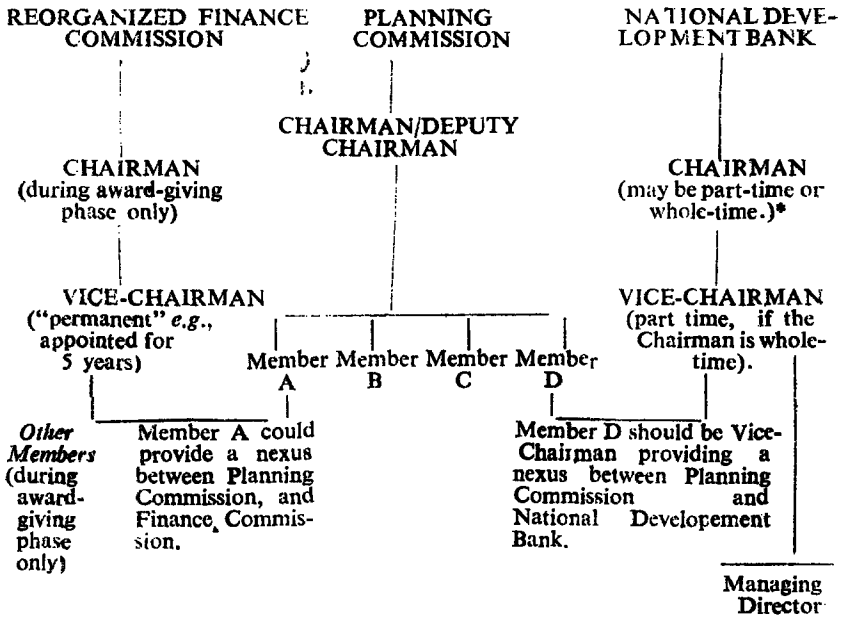 REORGANIZED FINANCE
COMMISSION
PLANNING
COMMISSION
NATIONAL DEVE-
LOPMENT BANK
CHAIRMAN/DEPUTY
CHAIRMAN
CHAIRMAN
(during award-giving
phase only)
CHAIRMAN
(may be part-time or
whole-time.)*
VICE-CHAIRMAN
("permanent" e.g.,
appointed for
5 years)
VICE-CHAIRMAN
(part time, if the
Chairman is whole-
time).
Member Member Member Member
A B C D
Other
Members
(during
award-
giving
phase
only)
Member A could
provide a nexus
between Planning
Commission, and
Finance Commis-
sion.
Member D should be Vice-
Chairman providing a
nexus between Planning
Commission and
National Developement
Bank.
Managing
Director